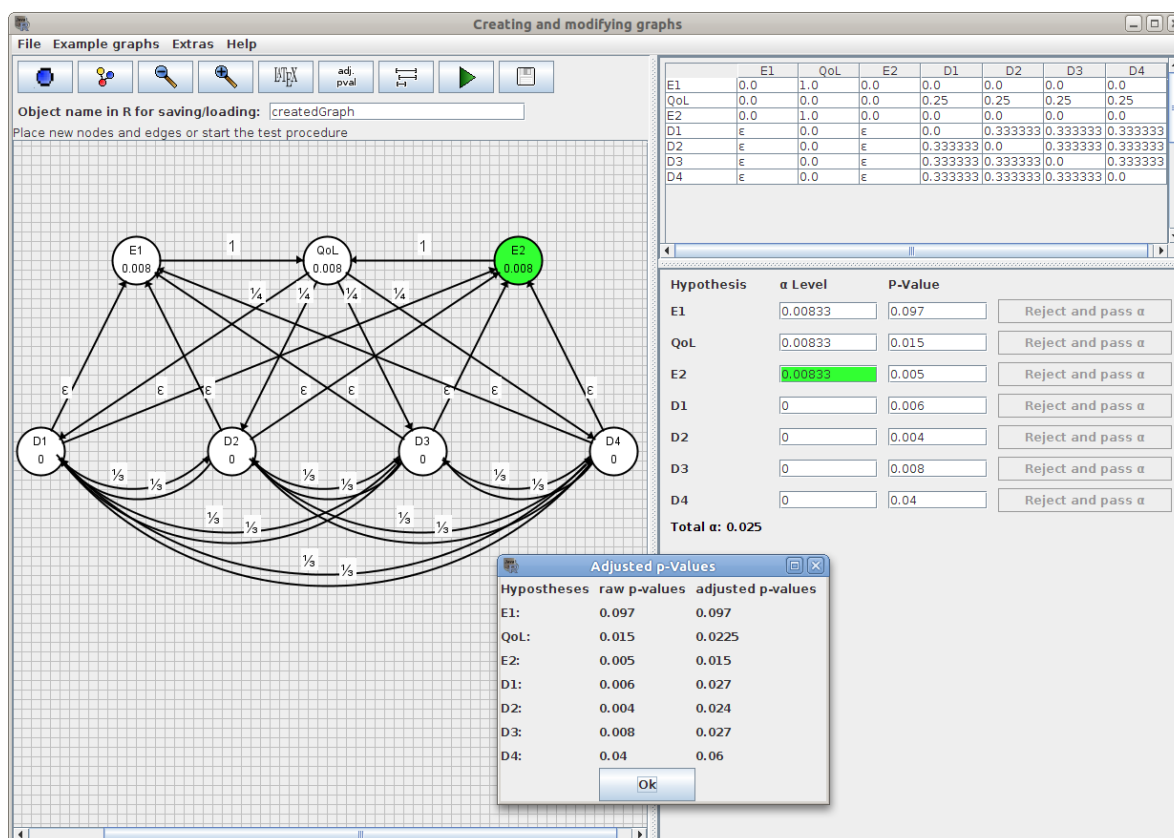 Creating and modifying graphs
File Example graphs Extras Help
LATEX adj. pval
Object name in R for saving/loading: createdGraph
Place new nodes and edges or start the test procedure
E1 QoL E2 D1 D2 D3 D4
E1 0.0 1.0 0.0 0.0 0.0 0.0 0.0
QoL 0.0 0.0 0.0 0.25 0.25 0.25 0.25
E2 0.0 1.0 0.0 0.0 0.0 0.0 0.0
D1 ε 0.0 ε 0.0 0.333333 0.333333 0.333333
D2 ε 0.0 ε 0.333333 0.0 0.333333 0.333333
D3 ε 0.0 ε 0.333333 0.333333 0.0 0.333333
D4 ε 0.0 ε 0.333333 0.333333 0.333333 0.0
E1 1 QoL 1 E2
0.008 0.008 0.008
¼ ¼ ¼ ¼
ε ε ε ε ε ε ε ε
D1 D2 D3 D4
0 0 0 0
⅓ ⅓ ⅓ ⅓ ⅓ ⅓
⅓ ⅓ ⅓ ⅓
⅓ ⅓
Hypothesis α Level P-Value
E1 0.00833 0.097 Reject and pass α
QoL 0.00833 0.015 Reject and pass α
E2 0.00833 0.005 Reject and pass α
D1 0 0.006 Reject and pass α
D2 0 0.004 Reject and pass α
D3 0 0.008 Reject and pass α
D4 0 0.04 Reject and pass α
Total α: 0.025
Adjusted p-Values
Hypostheses raw p-values adjusted p-values
E1: 0.097 0.097
QoL: 0.015 0.0225
E2: 0.005 0.015
D1: 0.006 0.027
D2: 0.004 0.024
D3: 0.008 0.027
D4: 0.04 0.06
Ok